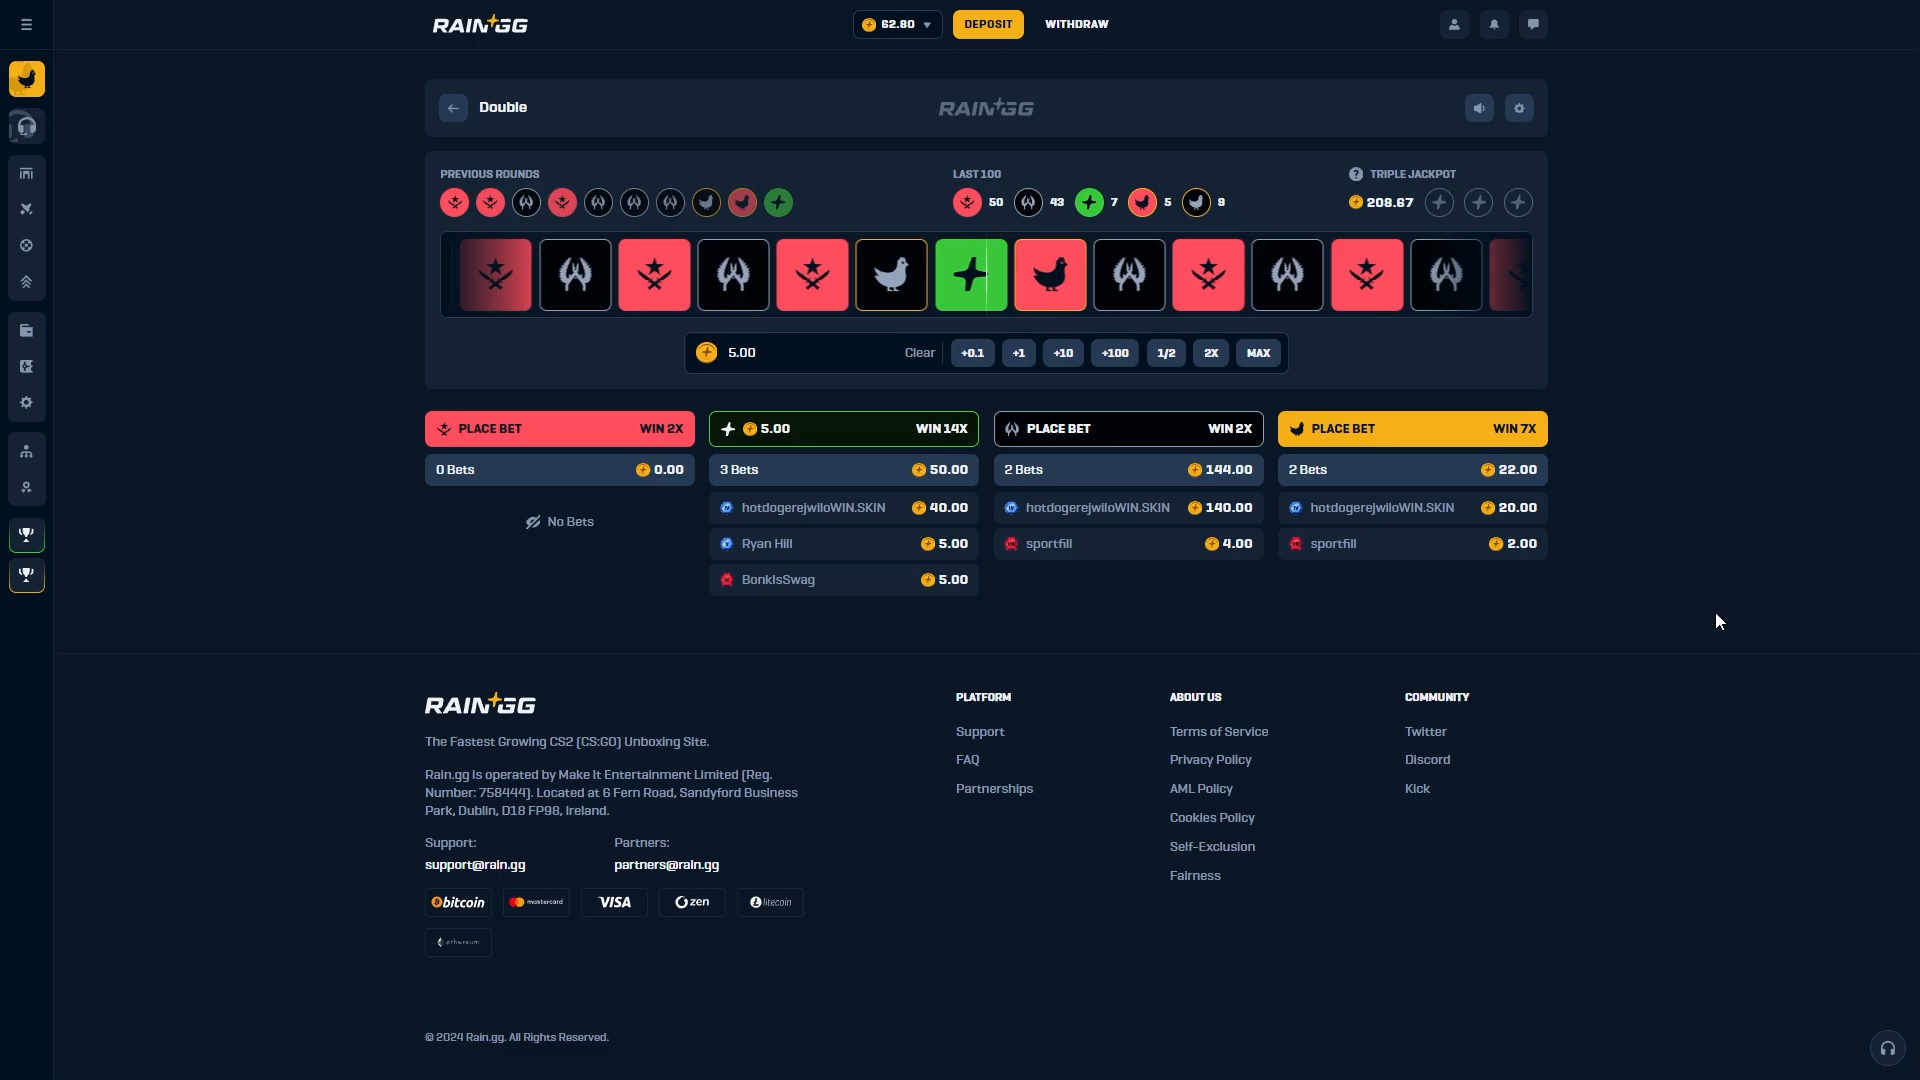 RAIN GG
62.80
DEPOSIT
WITHDRAW
Double
RAIN GG
PREVIOUS ROUNDS
LAST 100
TRIPLE JACKPOT
50
43
7
5
9
208.67
5.00
Clear
+0.1
+1
+10
+100
1/2
2X
MAX
PLACE BET WIN 2X
5.00 WIN 14X
PLACE BET WIN 2X
PLACE BET WIN 7X
0 Bets 0.00
3 Bets 50.00
2 Bets 144.00
2 Bets 22.00
No Bets
hotdogerejwiloWIN.SKIN 40.00
hotdogerejwiloWIN.SKIN 140.00
hotdogerejwiloWIN.SKIN 20.00
Ryan Hill 5.00
sportfill 4.00
sportfill 2.00
BonkIsSwag 5.00
RAIN GG
The Fastest Growing CS2 (CS:GO) Unboxing Site.
Rain.gg is operated by Make It Entertainment Limited (Reg.
Number: 758444). Located at 6 Fern Road, Sandyford Business
Park, Dublin, D18 FP98, Ireland.
Support:
support@rain.gg
Partners:
partners@rain.gg
bitcoin
mastercard
VISA
zen
litecoin
ethereum
PLATFORM
Support
FAQ
Partnerships
ABOUT US
Terms of Service
Privacy Policy
AML Policy
Cookies Policy
Self-Exclusion
Fairness
COMMUNITY
Twitter
Discord
Kick
© 2024 Rain.gg. All Rights Reserved.